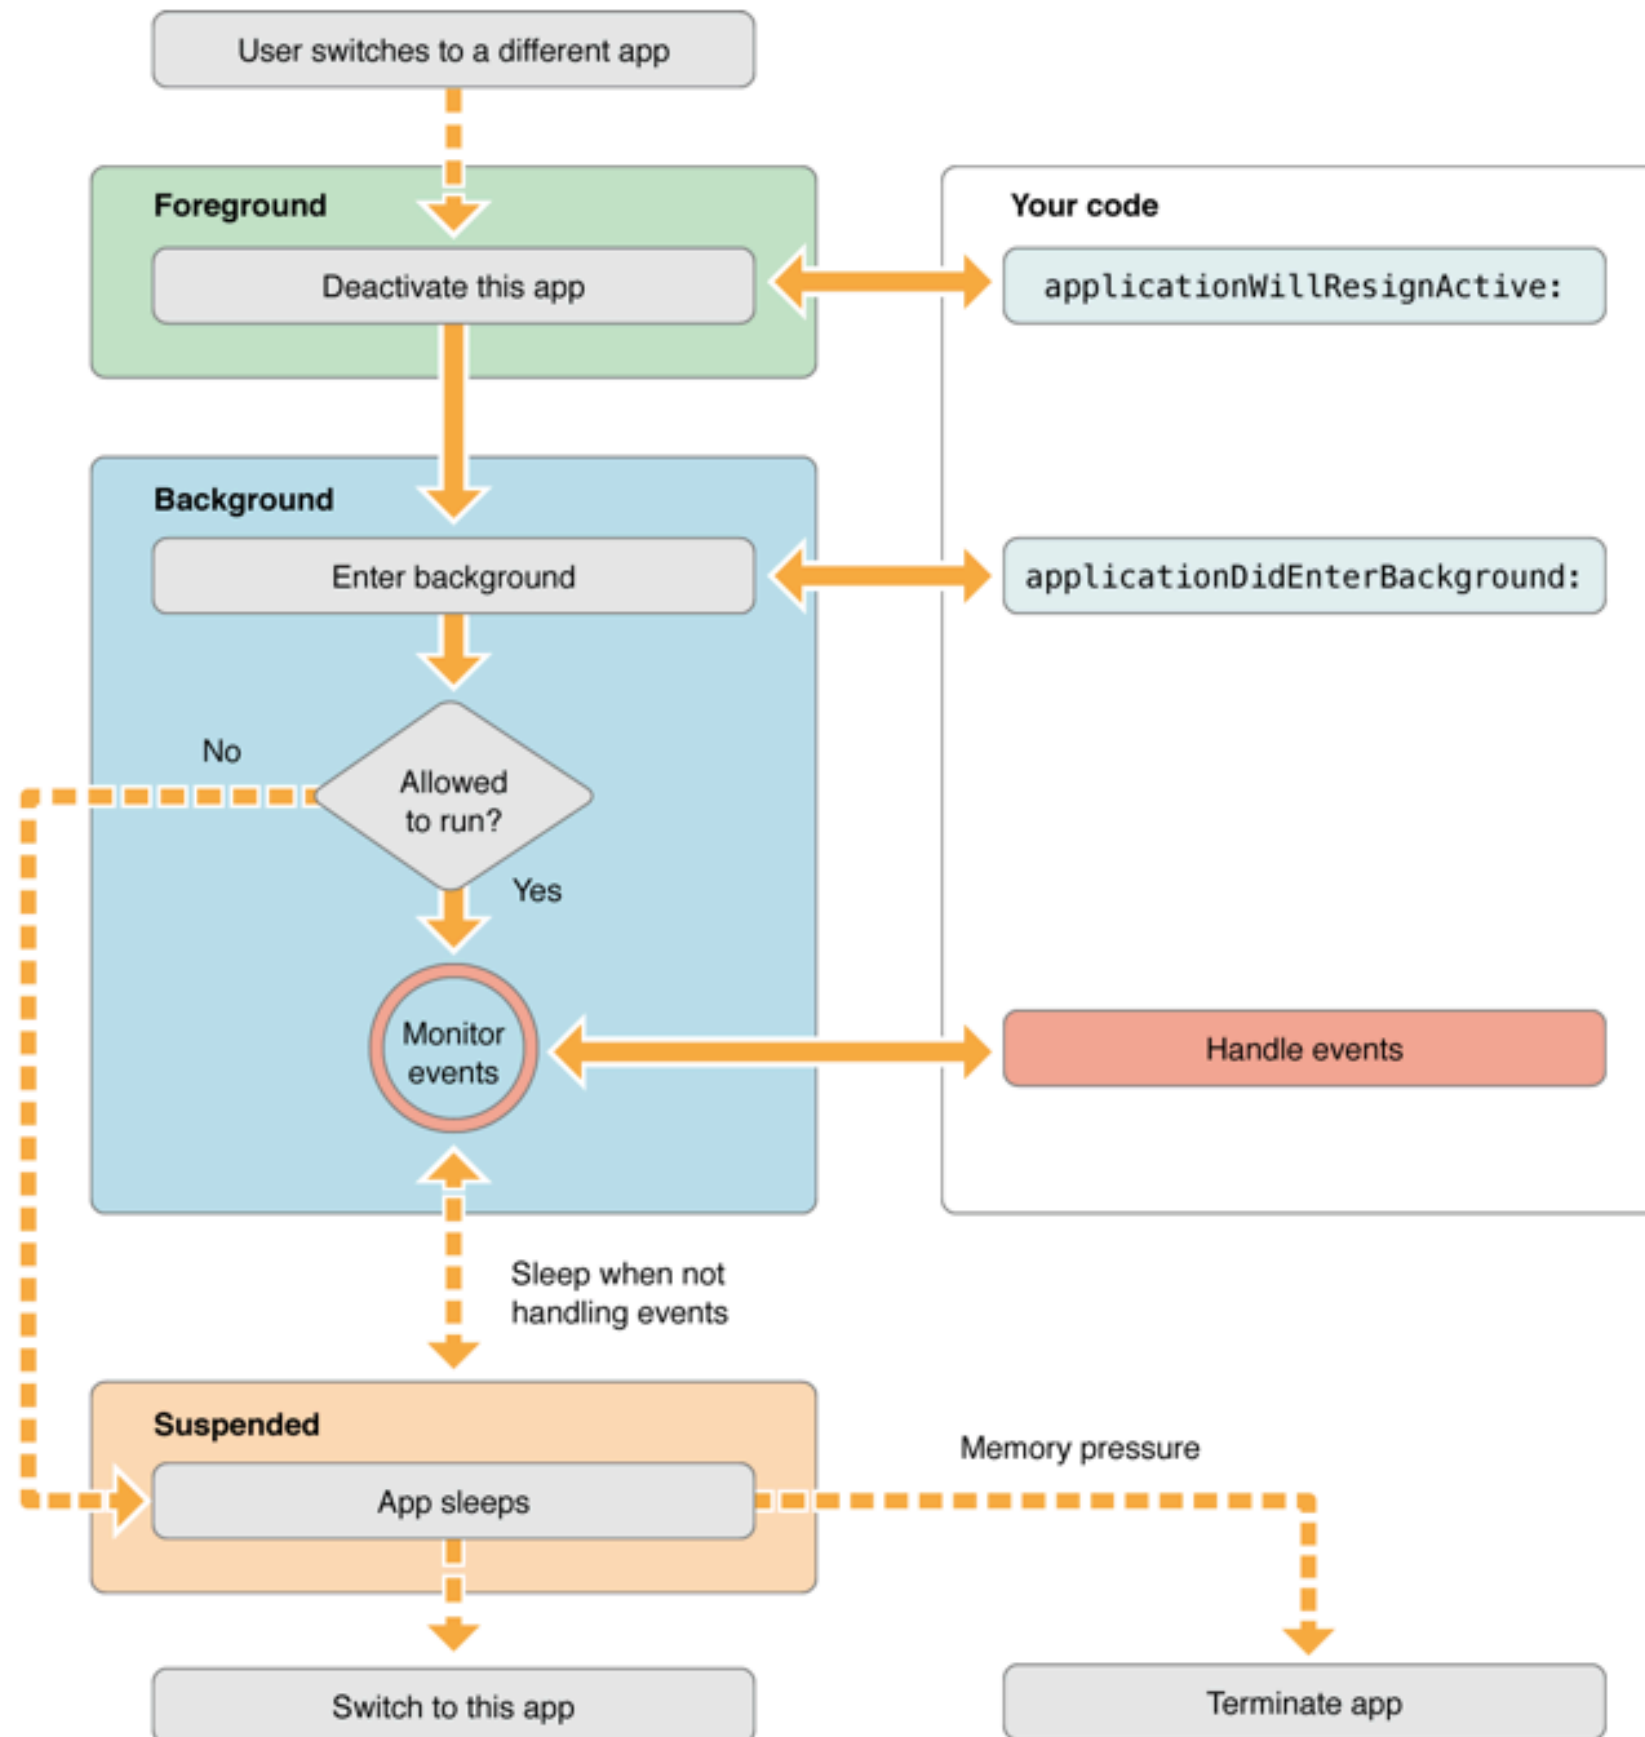 User switches to a different app
Foreground
Your code
Deactivate this app
applicationWillResignActive:
Background
Enter background
applicationDidEnterBackground:
No
Allowed
to run?
Yes
Monitor
events
Handle events
Sleep when not
handling events
Suspended
Memory pressure
App sleeps
Switch to this app
Terminate app